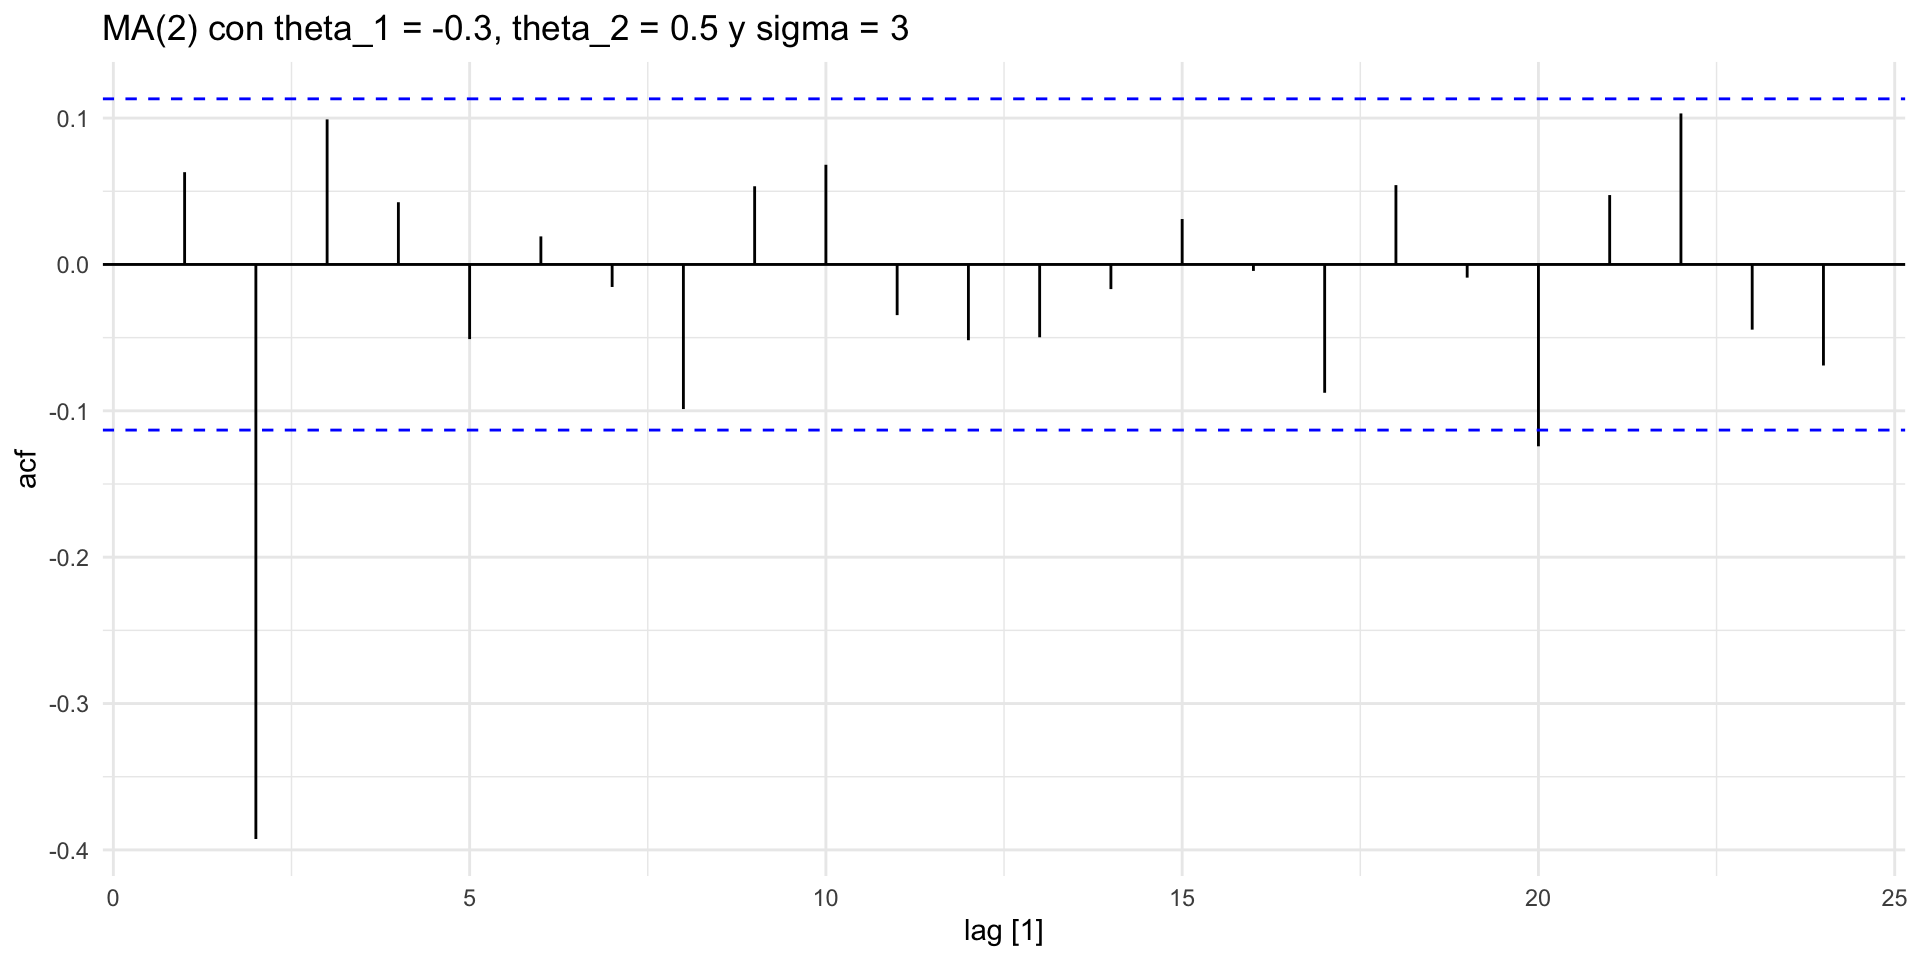 MA(2) con theta_1 = -0.3, theta_2 = 0.5 y sigma = 3
0.1
0.0
-0.1
-0.2
-0.3
-0.4
acf
0 5 10 15 20 25
lag [1]